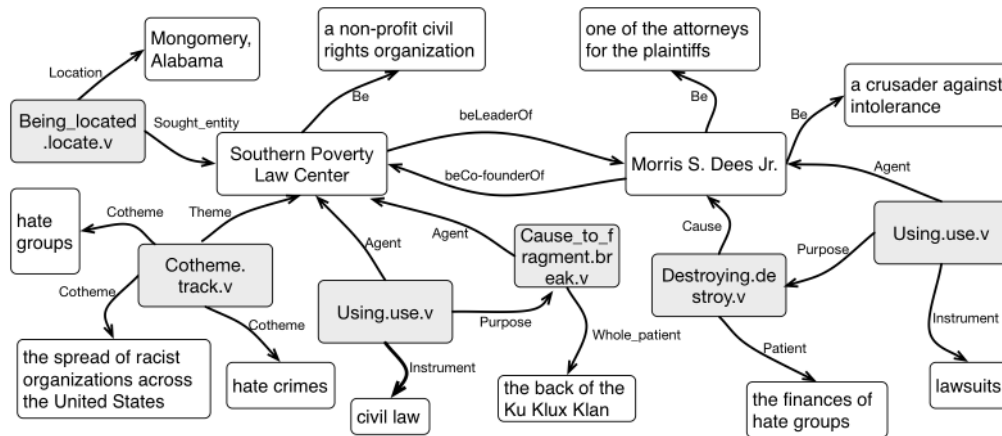 a non-profit civil
rights organization
one of the attorneys
for the plaintiffs
Mongomery,
Alabama
Location
Be
Be
a crusader against
intolerance
Being_located
.locate.v
Sought_entity
beLeaderOf
Be
Southern Poverty
Law Center
Morris S. Dees Jr.
beCo-founderOf
Agent
hate
groups
Cotheme
Theme
Agent
Agent
Cause_to_f
ragment.br
eak.v
Cause
Using.use.v
Purpose
Cotheme.
track.v
Cotheme
Destroying.de
stroy.v
Using.use.v
Purpose
Instrument
Cotheme
Whole_patient
Patient
Instrument
the spread of racist
organizations across
the United States
hate crimes
civil law
the back of the
Ku Klux Klan
the finances of
hate groups
lawsuits